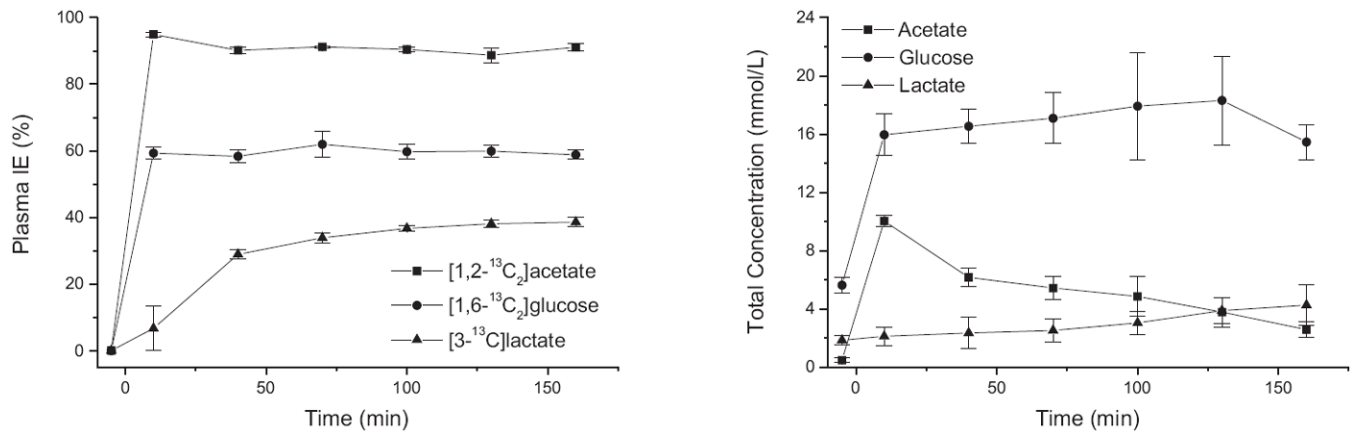 Plasma IE (%)
100
80
60
40
20
0
[1,2-¹³C₂]acetate
[1,6-¹³C₂]glucose
[3-¹³C]lactate
0 50 100 150
Time (min)
Total Concentration (mmol/L)
24
20
16
12
8
4
0
Acetate
Glucose
Lactate
0 50 100 150
Time (min)